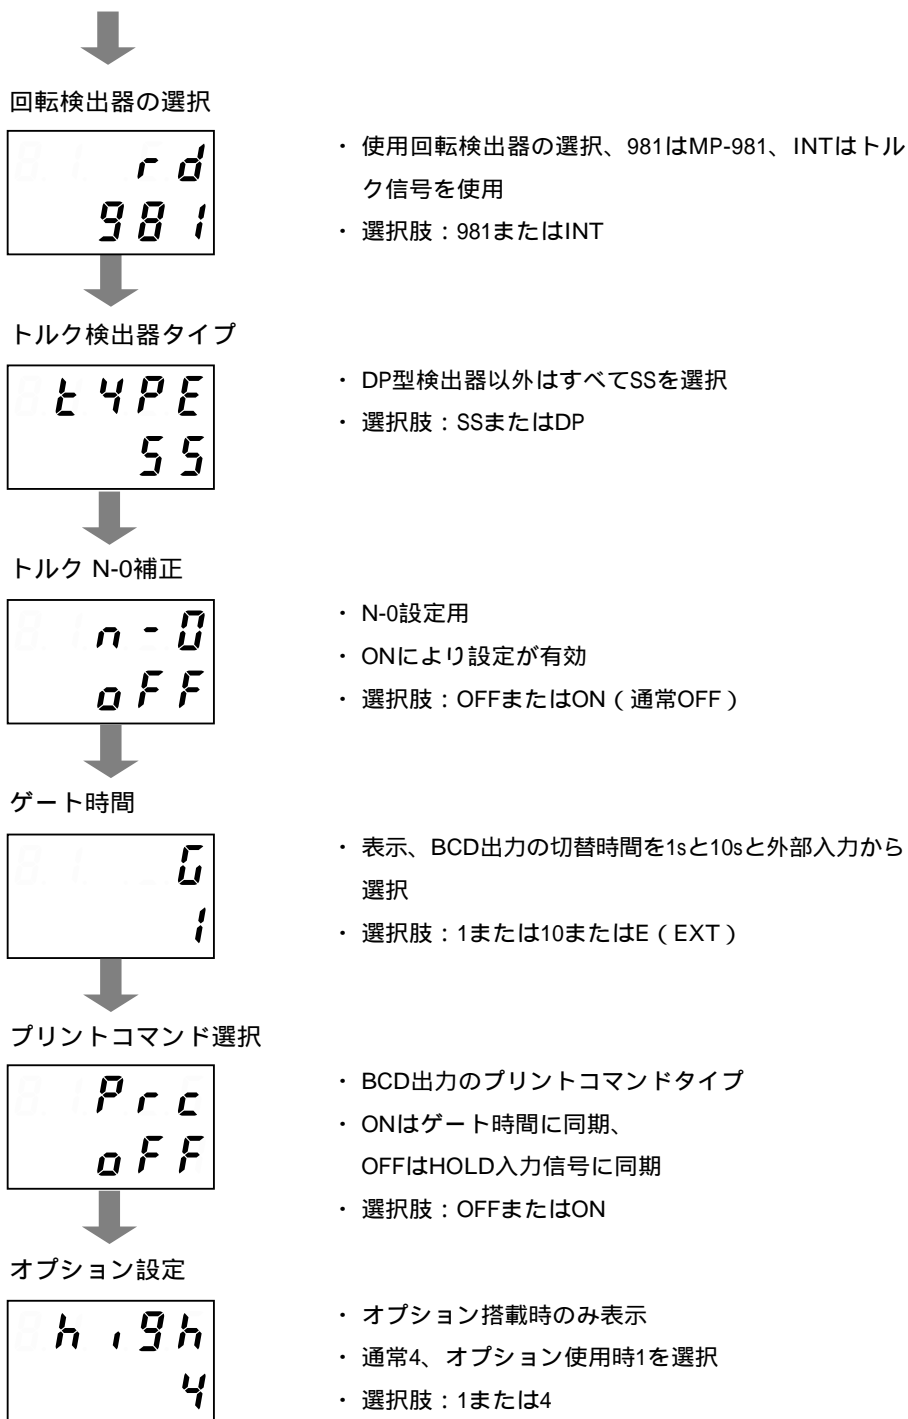 回転検出器の選択
rd
981
・ 使用回転検出器の選択、981はMP-981、INTはトル
ク信号を使用
・ 選択肢：981またはINT
トルク検出器タイプ
tYPE
SS
・ DP型検出器以外はすべてSSを選択
・ 選択肢：SSまたはDP
トルク N-0補正
n-0
oFF
・ N-0設定用
・ ONにより設定が有効
・ 選択肢：OFFまたはON（通常OFF）
ゲート時間
G
1
・ 表示、BCD出力の切替時間を1sと10sと外部入力から
選択
・ 選択肢：1または10またはE（EXT）
プリントコマンド選択
Prc
oFF
・ BCD出力のプリントコマンドタイプ
・ ONはゲート時間に同期、
OFFはHOLD入力信号に同期
・ 選択肢：OFFまたはON
オプション設定
high
4
・ オプション搭載時のみ表示
・ 通常4、オプション使用時1を選択
・ 選択肢：1または4